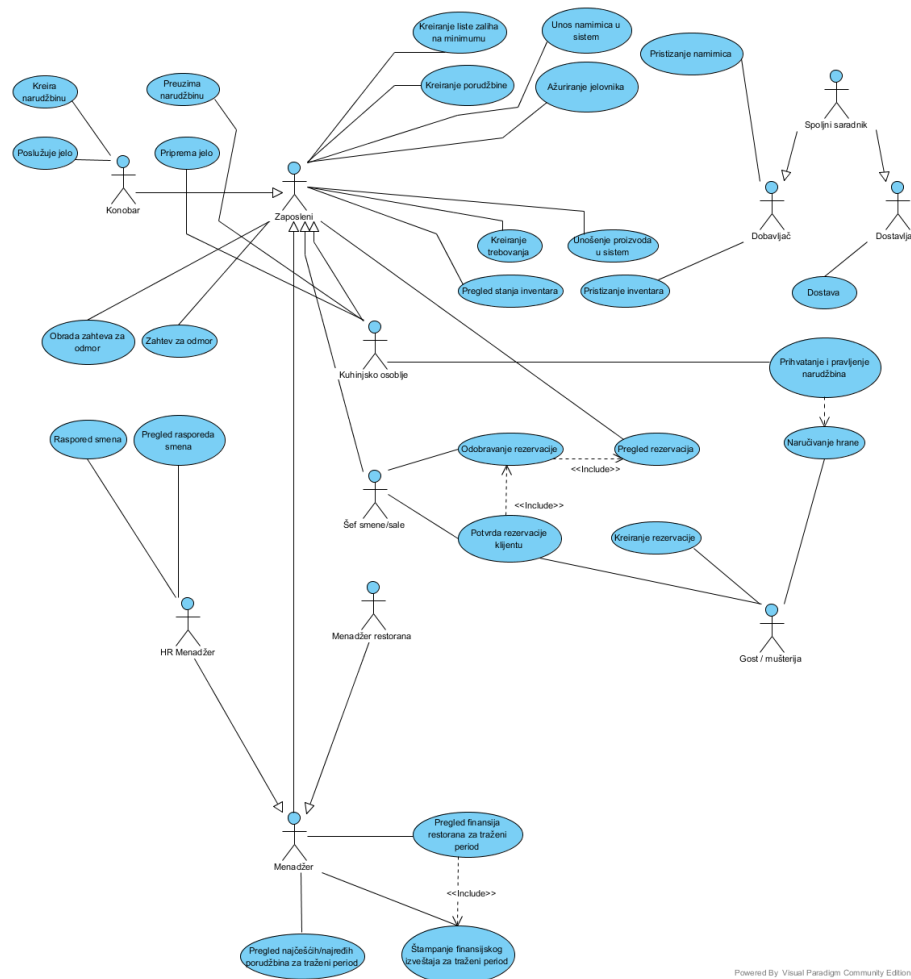 Kreiranje liste zaliha
na minimumu
Unos namirnica u
sistem
Pristizanje namirnica
Kreira
narudžbinu
Preuzima
narudžbinu
Kreiranje porudžbine
Ažuriranje jelovnika
Spoljni saradnik
Poslužuje jelo
Priprema jelo
Konobar
Zaposleni
Dobavljač
Dostavlja
Kreiranje
trebovanja
Unošenje proizvoda
u sistem
Pregled stanja inventara
Pristizanje inventara
Dostava
Obrada zahteva za
odmor
Zahtev za odmor
Kuhinjsko osoblje
Prihvatanje i pravljenje
narudžbina
Raspored smena
Pregled rasporeda
smena
Odobravanje rezervacije
Pregled rezervacija
Naručivanje hrane
<<Include>>
Šef smene/sale
<<Include>>
Potvrda rezervacije
klijentu
Kreiranje rezervacije
HR Menadžer
Menadžer restorana
Gost / mušterija
Menadžer
Pregled finansija
restorana za traženi
period
<<Include>>
Pregled najčešćih/najređih
porudžbina za traženi period
Štampanje finansijskog
izveštaja za traženi period
Powered By Visual Paradigm Community Edition